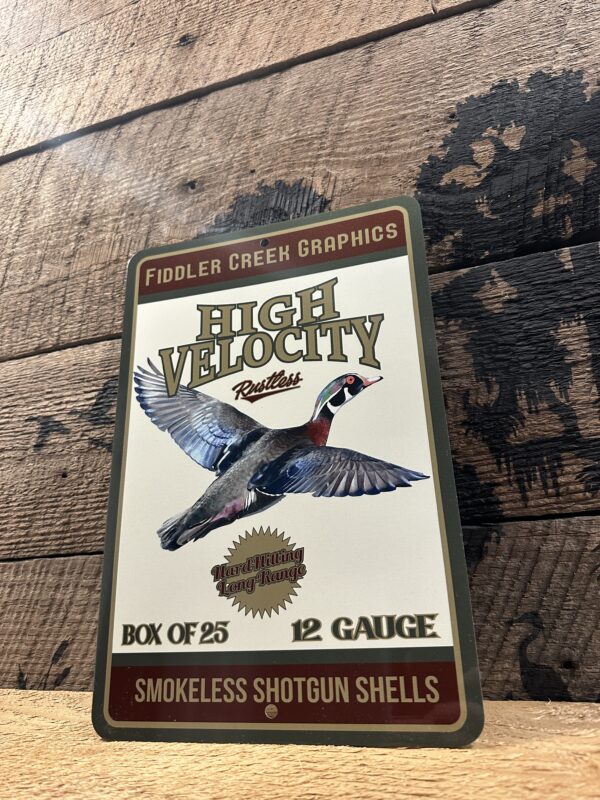 FIDDLER CREEK GRAPHICS
HIGH
VELOCITY
Rustless
Hard-Hitting
Long-Range
BOX OF 25
12 GAUGE
SMOKELESS SHOTGUN SHELLS